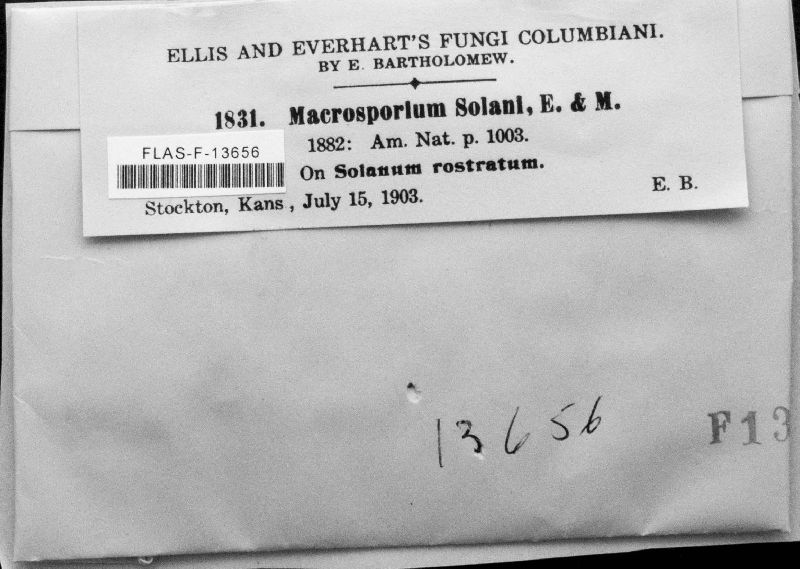 ELLIS AND EVERHART'S FUNGI COLUMBIANI.
BY E. BARTHOLOMEW.
1831. Macrosporium Solani, E. & M.
1882: Am. Nat. p. 1003.
FLAS-F-13656
On Solanum rostratum.
Stockton, Kans, July 15, 1903.
E. B.
13656
F13